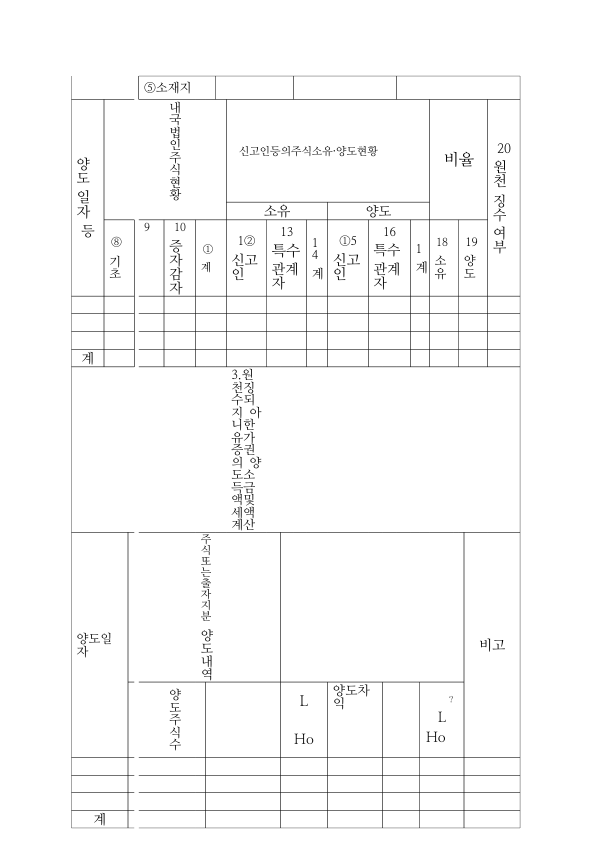 ⑤소재지
양도일자 등
내국법인주식현황
신고인등의주식소유·양도현황
비율
20
원천 징수 여부
소유
양도
⑧
기초
9
10
증자감자
①
계
1②
신고인
13
특수관계자
14계
①5
신고인
16
특수관계자
1
계
18
소유
19
양도
계
3.원
천징
수되
지 아
니한
유가
증권
의 양
도소
득금
액및
세액
계산
양도일
자
주식또는출자지분 양도내역
비고
양도주식수
L
Ho
양도차
익
?
L
Ho
계